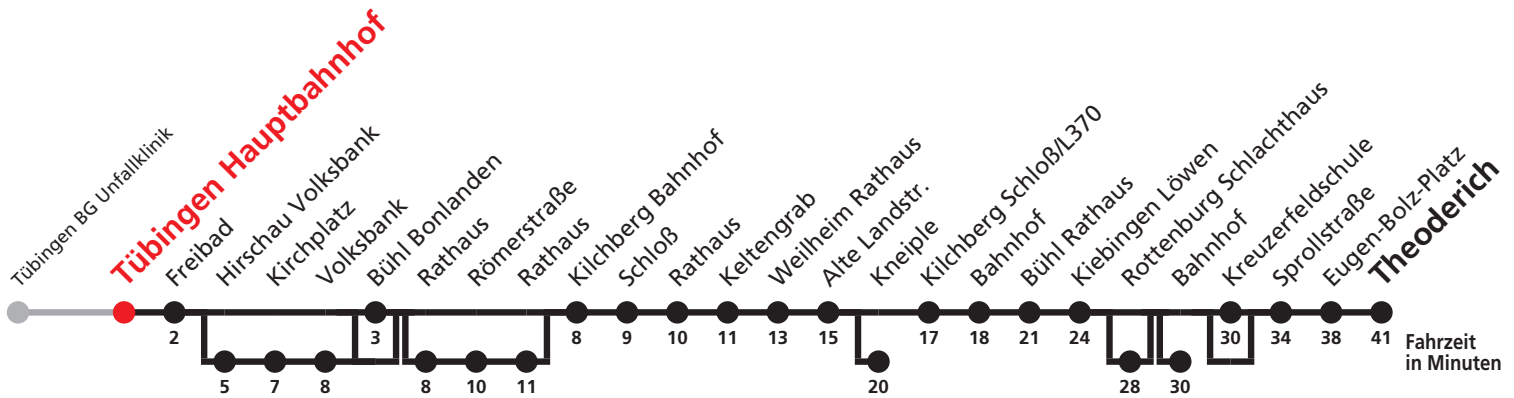 Tübingen BG Unfallklinik
Tübingen Hauptbahnhof
Freibad
Hirschau Volksbank
Kirchplatz
Volksbank
Bühl Bonlanden
Rathaus
Römerstraße
Rathaus
Kilchberg Bahnhof
Schloß
Rathaus
Keltengrab
Weilheim Rathaus
Alte Landstr.
Kneiple
Kilchberg Schloß/L370
Bahnhof
Bühl Rathaus
Kiebingen Löwen
Rottenburg Schlachthaus
Bahnhof
Kreuzerfeldschule
Sprollstraße
Eugen-Bolz-Platz
Theoderich
2 3 8 9 10 11 13 15 17 18 21 24 30 34 38 41
5 7 8 8 10 11 20 28 30
Fahrzeit
in Minuten